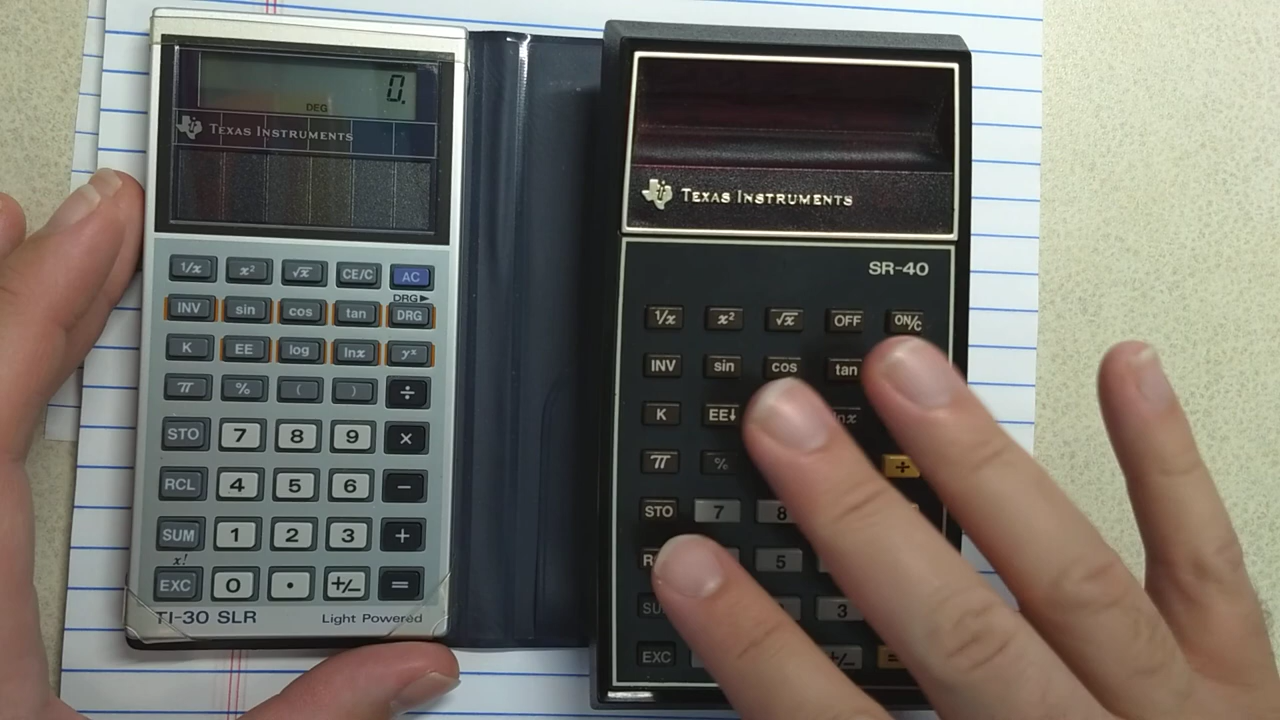 0.
DEG
TEXAS INSTRUMENTS
1/x x² √x CE/C AC
DRG▶
INV sin cos tan DRG
K EE log lnx yˣ
π % ( ) ÷
STO 7 8 9 ×
RCL 4 5 6 −
SUM 1 2 3 +
x!
EXC 0 • +/− =
TI-30 SLR Light Powered
TEXAS INSTRUMENTS
SR-40
1/x x² √x OFF ON/C
INV sin cos tan
K EE↓ lnx
π % ÷
STO 7 8
5
3
EXC +/−